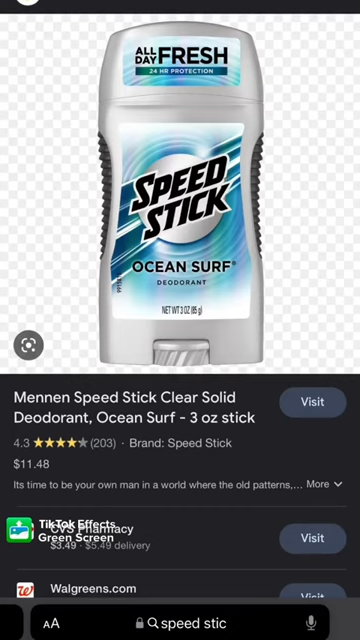 ALL DAY FRESH
24 HR PROTECTION
SPEED
STICK
OCEAN SURF®
DEODORANT
NET WT 3 OZ (85 g)
Mennen Speed Stick Clear Solid
Deodorant, Ocean Surf - 3 oz stick
Visit
4.3 (203) · Brand: Speed Stick
$11.48
Its time to be your own man in a world where the old patterns,... More
TikTok Effects
Green Screen
CVS Pharmacy
$3.49 · $5.49 delivery
Visit
Walgreens.com
Visit
AA
speed stic